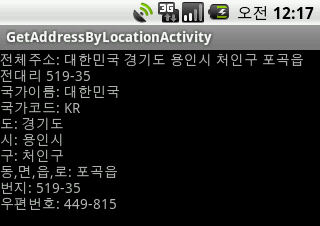 3G
오전 12:17
GetAddressByLocationActivity
전체주소: 대한민국 경기도 용인시 처인구 포곡읍
전대리 519-35
국가이름: 대한민국
국가코드: KR
도: 경기도
시: 용인시
구: 처인구
동,면,읍,로: 포곡읍
번지: 519-35
우편번호: 449-815